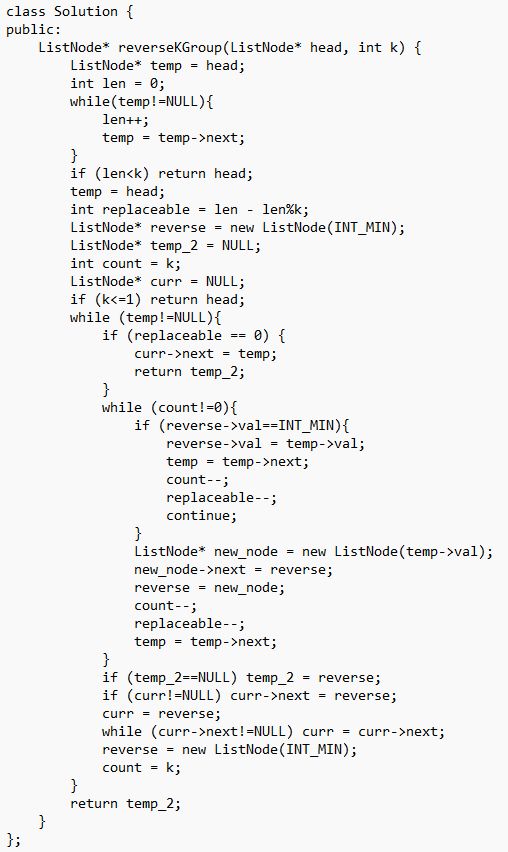 class Solution {
public:
    ListNode* reverseKGroup(ListNode* head, int k) {
        ListNode* temp = head;
        int len = 0;
        while(temp!=NULL){
            len++;
            temp = temp->next;
        }
        if (len<k) return head;
        temp = head;
        int replaceable = len - len%k;
        ListNode* reverse = new ListNode(INT_MIN);
        ListNode* temp_2 = NULL;
        int count = k;
        ListNode* curr = NULL;
        if (k<=1) return head;
        while (temp!=NULL){
            if (replaceable == 0) {
                curr->next = temp;
                return temp_2;
            }
            while (count!=0){
                if (reverse->val==INT_MIN){
                    reverse->val = temp->val;
                    temp = temp->next;
                    count--;
                    replaceable--;
                    continue;
                }
                ListNode* new_node = new ListNode(temp->val);
                new_node->next = reverse;
                reverse = new_node;
                count--;
                replaceable--;
                temp = temp->next;
            }
            if (temp_2==NULL) temp_2 = reverse;
            if (curr!=NULL) curr->next = reverse;
            curr = reverse;
            while (curr->next!=NULL) curr = curr->next;
            reverse = new ListNode(INT_MIN);
            count = k;
        }
        return temp_2;
    }
};